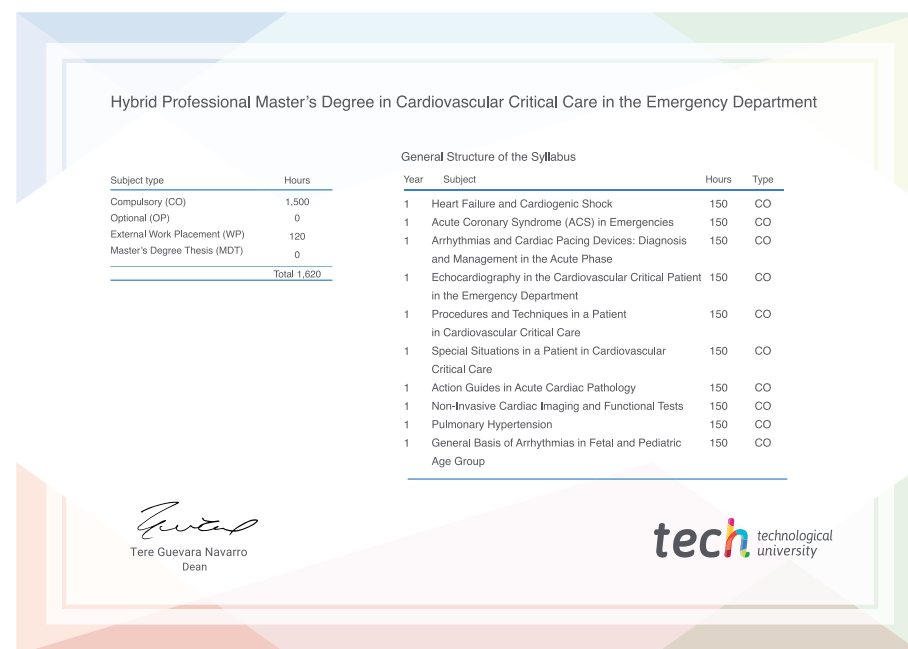 Hybrid Professional Master's Degree in Cardiovascular Critical Care in the Emergency Department
Subject type Hours
Compulsory (CO) 1,500
Optional (OP) 0
External Work Placement (WP) 120
Master's Degree Thesis (MDT) 0
Total 1,620
General Structure of the Syllabus
Year Subject Hours Type
1 Heart Failure and Cardiogenic Shock 150 CO
1 Acute Coronary Syndrome (ACS) in Emergencies 150 CO
1 Arrhythmias and Cardiac Pacing Devices: Diagnosis 150 CO
and Management in the Acute Phase
1 Echocardiography in the Cardiovascular Critical Patient 150 CO
in the Emergency Department
1 Procedures and Techniques in a Patient 150 CO
in Cardiovascular Critical Care
1 Special Situations in a Patient in Cardiovascular 150 CO
Critical Care
1 Action Guides in Acute Cardiac Pathology 150 CO
1 Non-Invasive Cardiac Imaging and Functional Tests 150 CO
1 Pulmonary Hypertension 150 CO
1 General Basis of Arrhythmias in Fetal and Pediatric 150 CO
Age Group
Tere Guevara Navarro
Dean
tech technological
university